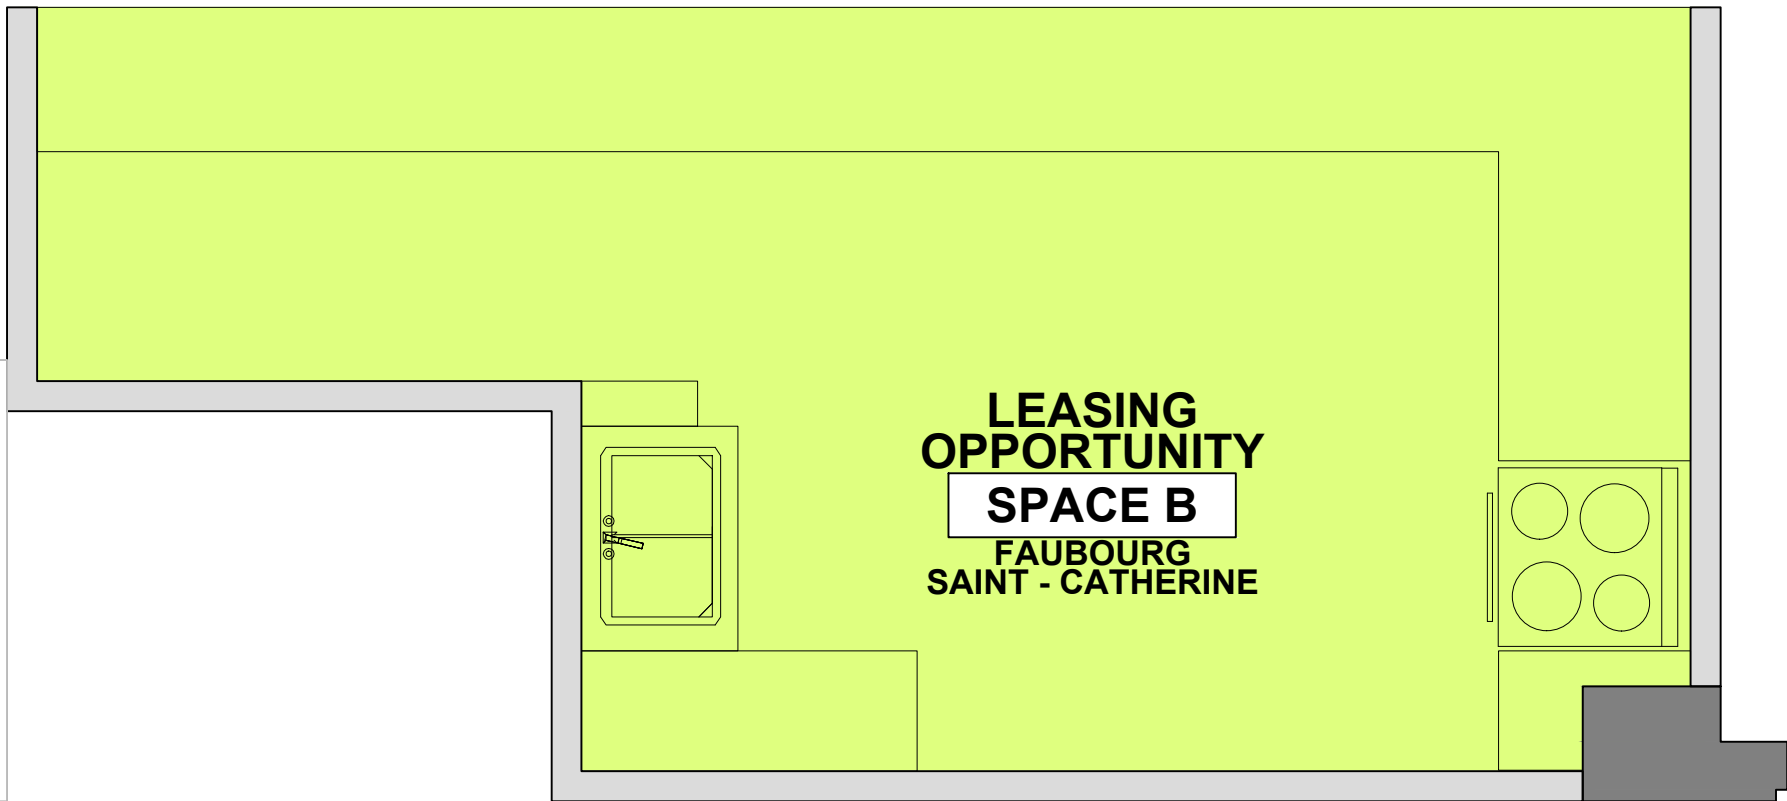 LEASING
OPPORTUNITY
SPACE B
FAUBOURG
SAINT - CATHERINE